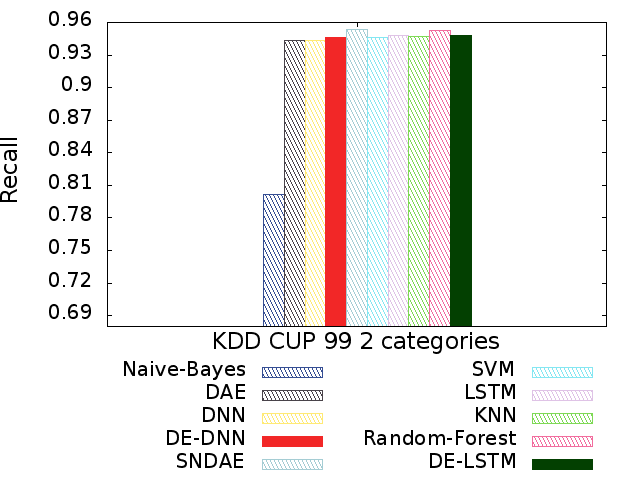 0.96
0.93
0.9
0.87
0.84
0.81
0.78
0.75
0.72
0.69
Recall
KDD CUP 99 2 categories
Naive-Bayes
DAE
DNN
DE-DNN
SNDAE
SVM
LSTM
KNN
Random-Forest
DE-LSTM